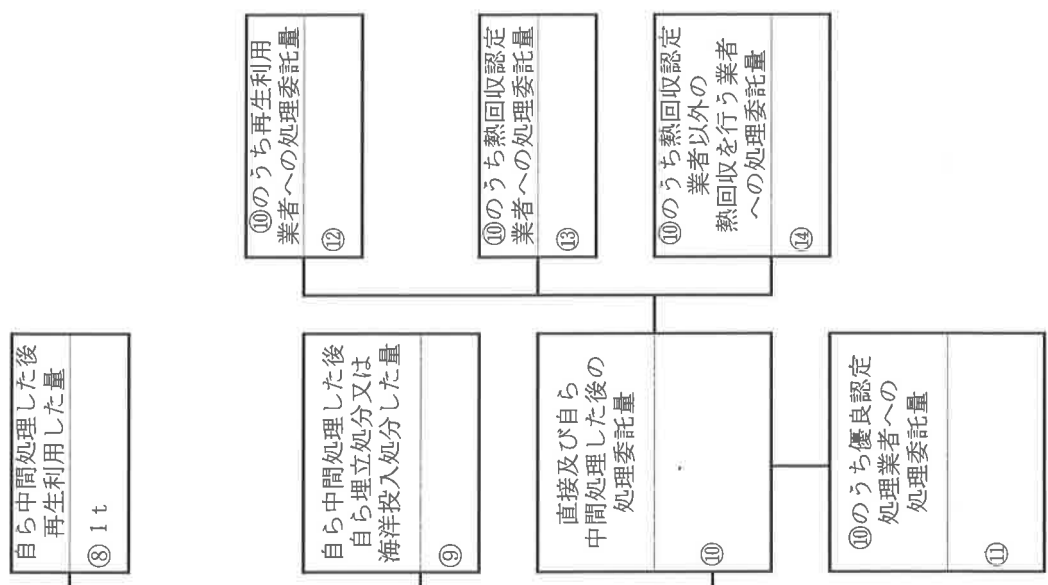 ⑩のうち再生利用
業者への処理委託量
⑫
⑩のうち熱回収認定
業者への処理委託量
⑬
⑩のうち熱回収認定
業者以外の
熱回収を行う業者
への処理委託量
⑭
自ら中間処理した後
再生利用した量
⑧ 1t
自ら中間処理した後
自ら埋立処分又は
海洋投入処分した量
⑨
直接及び自ら
中間処理した後の
処理委託量
⑩
⑩のうち優良認定
処理業者への
処理委託量
⑪